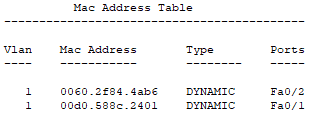 Mac Address Table
-------------------------------------------
Vlan    Mac Address       Type        Ports
----    -----------       --------    -----
   1    0060.2f84.4ab6    DYNAMIC     Fa0/2
   1    00d0.588c.2401    DYNAMIC     Fa0/1